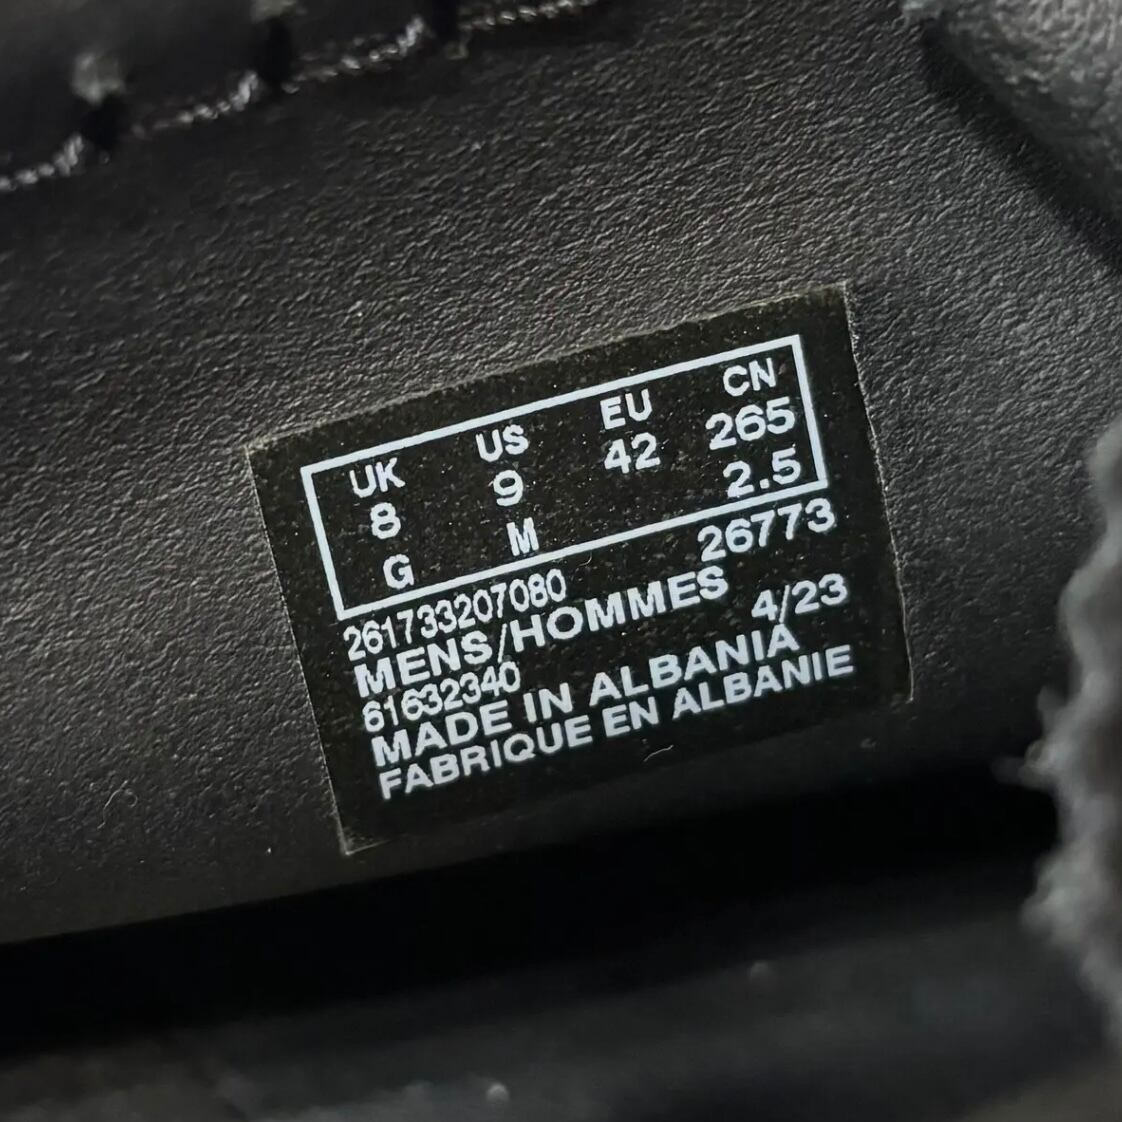 UK US EU CN
8 9 42 265
G M 2.5
261733207080 26773
MENS/HOMMES
61632340 4/23
MADE IN ALBANIA
FABRIQUE EN ALBANIE